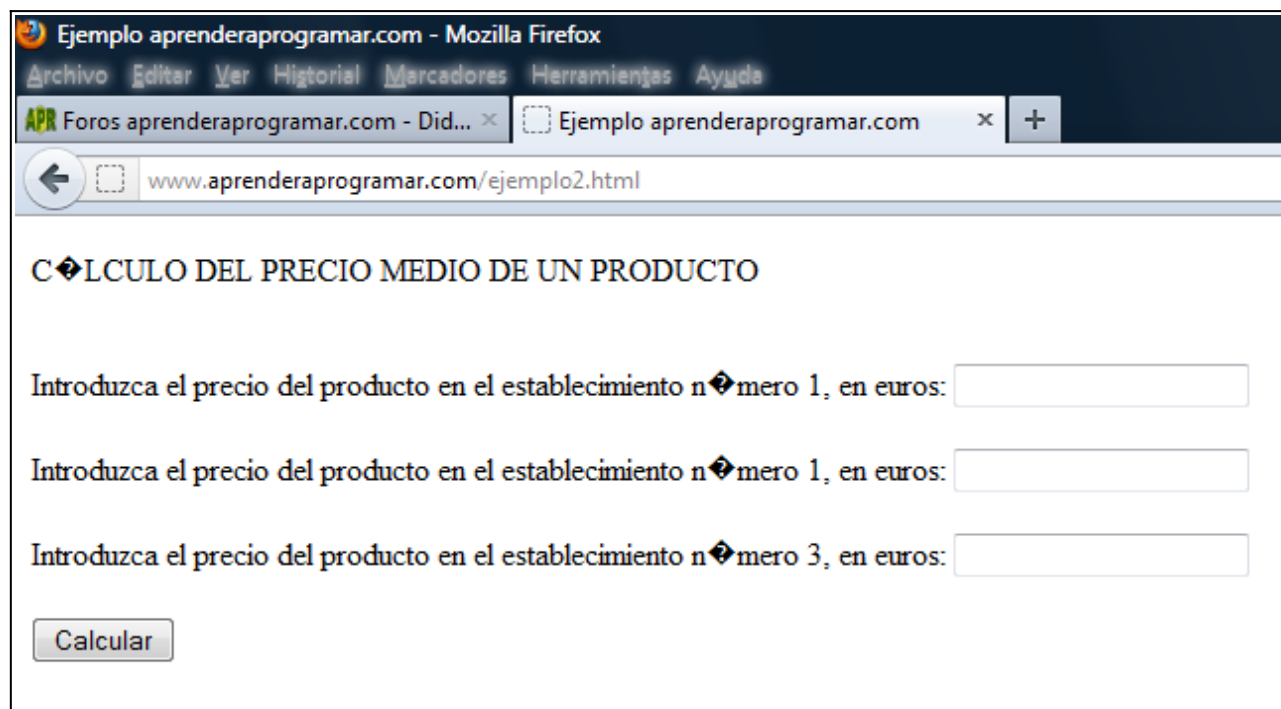 Ejemplo aprenderaprogramar.com - Mozilla Firefox
Archivo Editar Ver Historial Marcadores Herramientas Ayuda
APR Foros aprenderaprogramar.com - Did... × Ejemplo aprenderaprogramar.com × +
www.aprenderaprogramar.com/ejemplo2.html
C�LCULO DEL PRECIO MEDIO DE UN PRODUCTO
Introduzca el precio del producto en el establecimiento n�mero 1, en euros:
Introduzca el precio del producto en el establecimiento n�mero 1, en euros:
Introduzca el precio del producto en el establecimiento n�mero 3, en euros:
Calcular